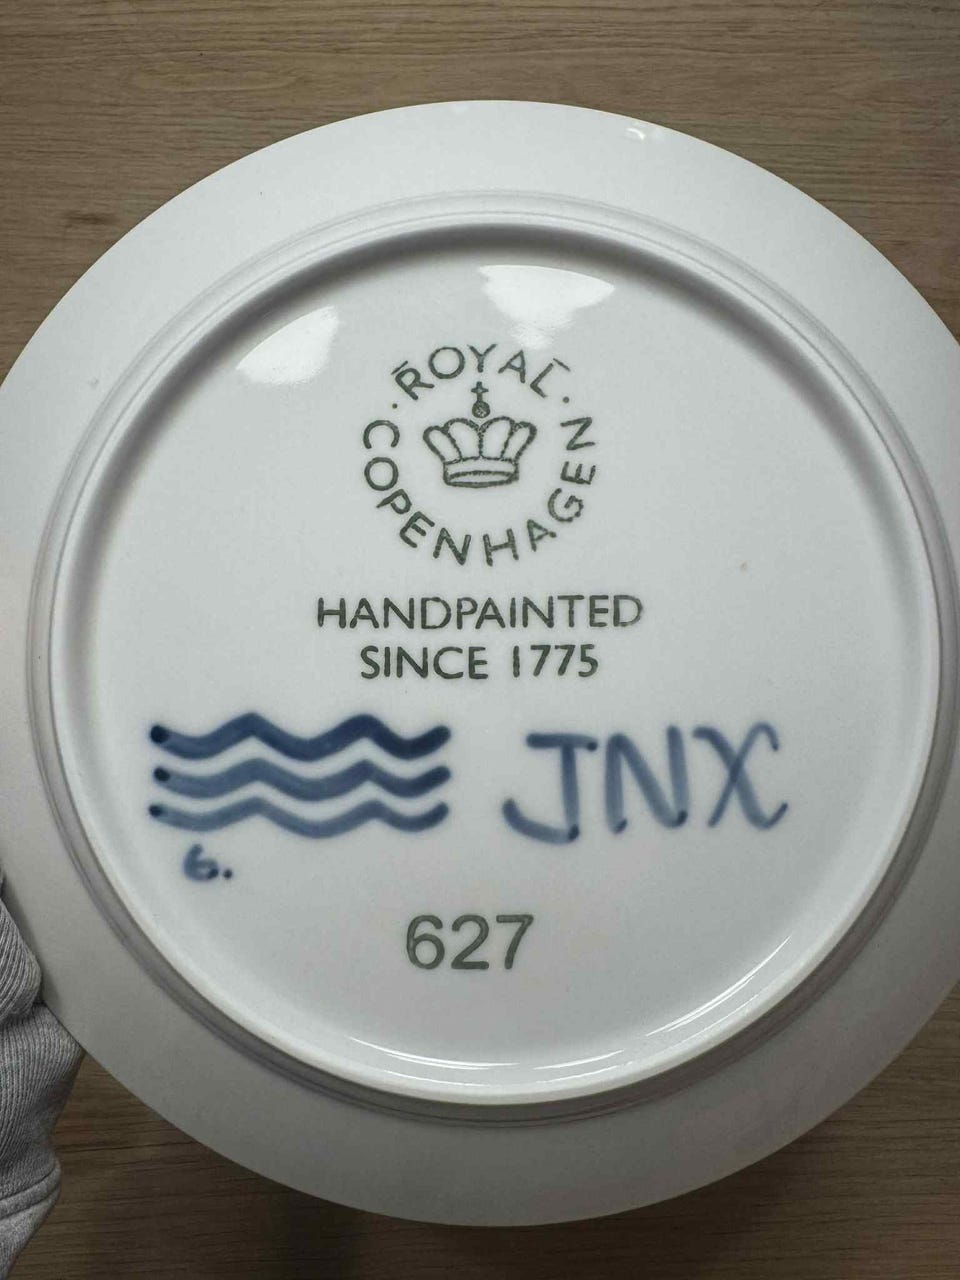 ROYAL
COPENHAGEN
HANDPAINTED
SINCE 1775
JNX
6.
627